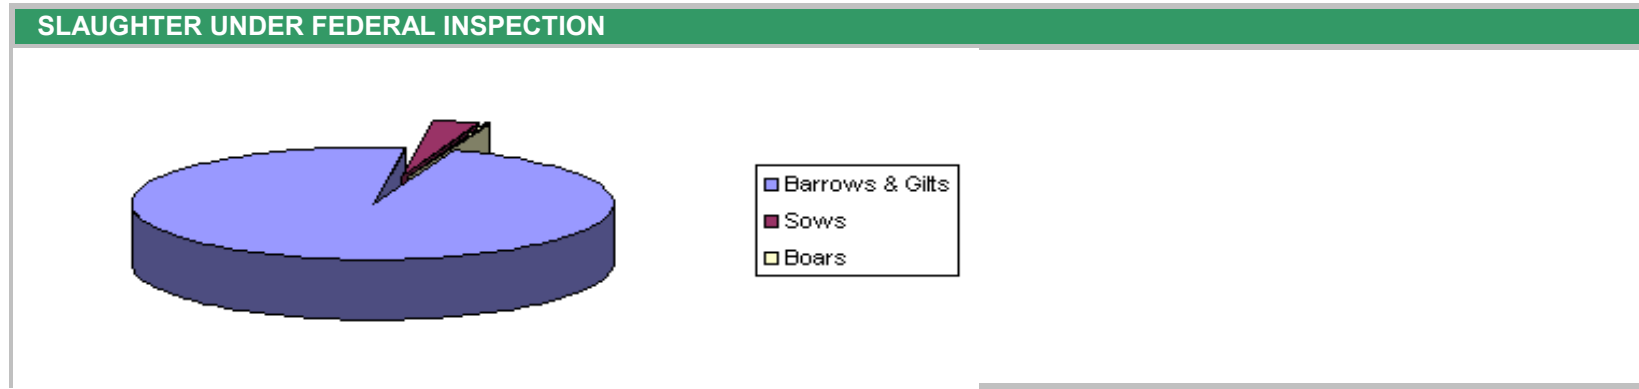 SLAUGHTER UNDER FEDERAL INSPECTION
Barrows & Gilts
Sows
Boars